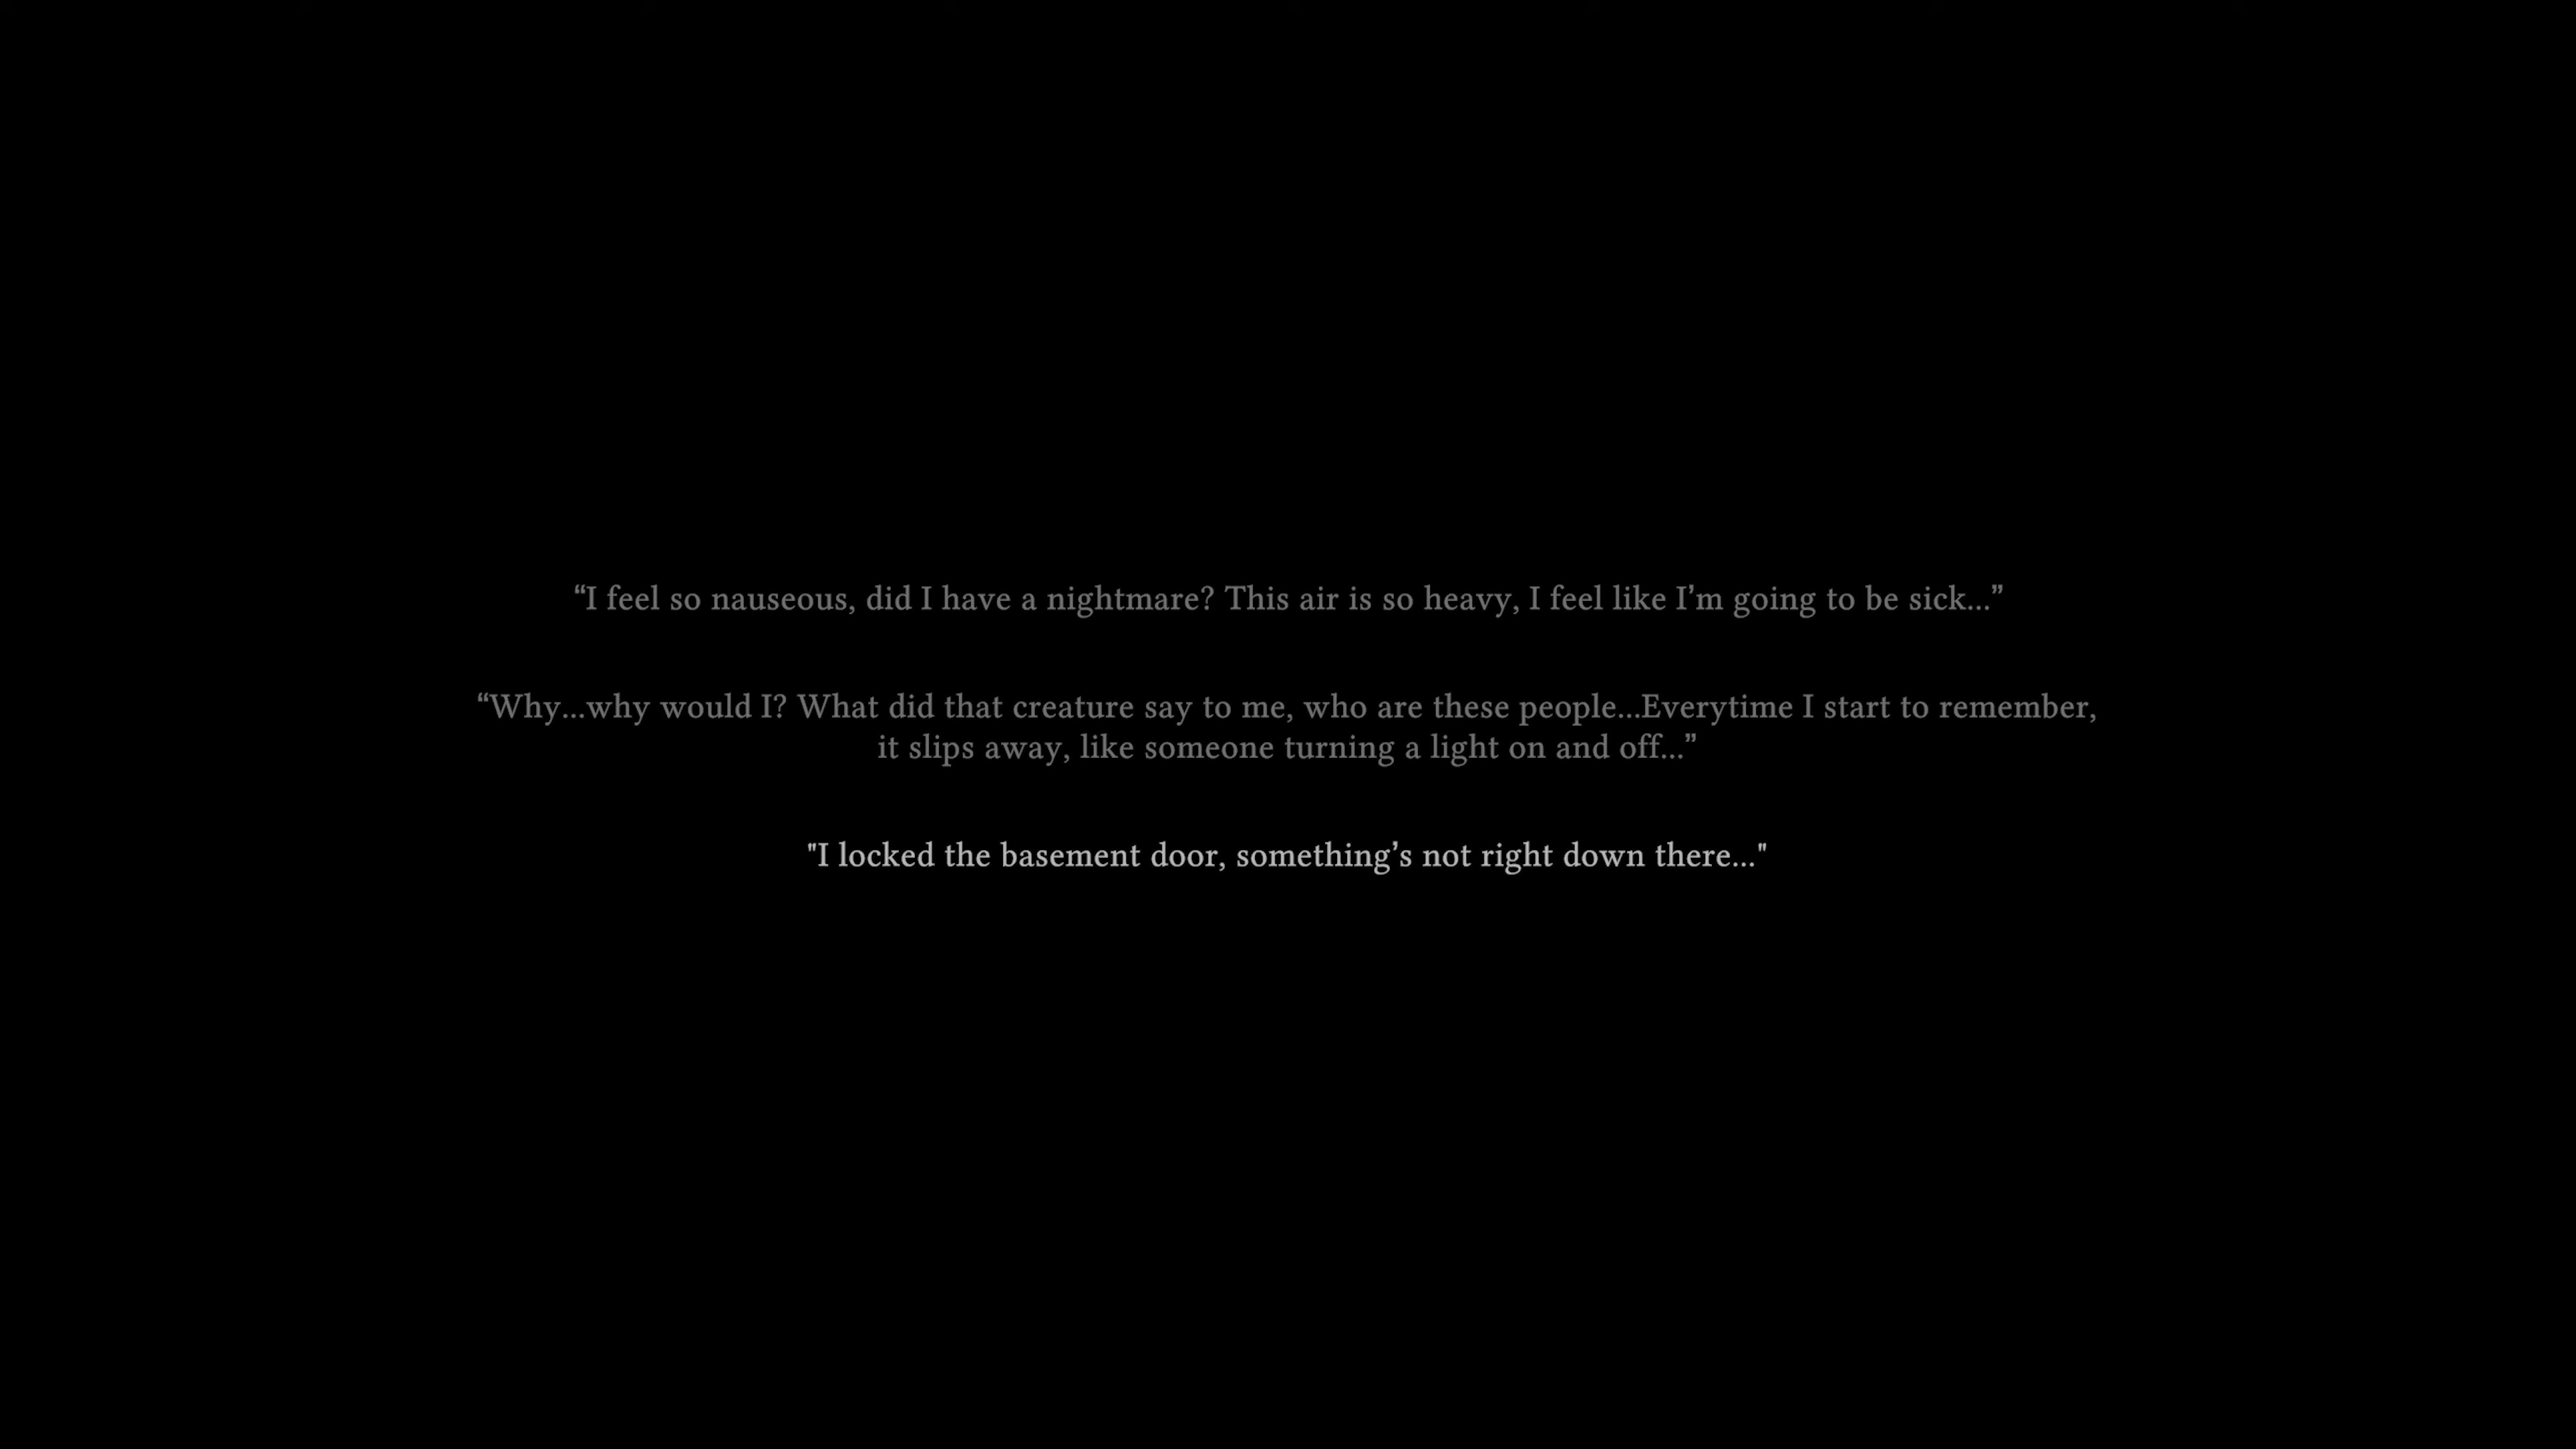 “I feel so nauseous, did I have a nightmare? This air is so heavy, I feel like I’m going to be sick...”
“Why...why would I? What did that creature say to me, who are these people...Everytime I start to remember,
it slips away, like someone turning a light on and off...”
"I locked the basement door, something’s not right down there..."